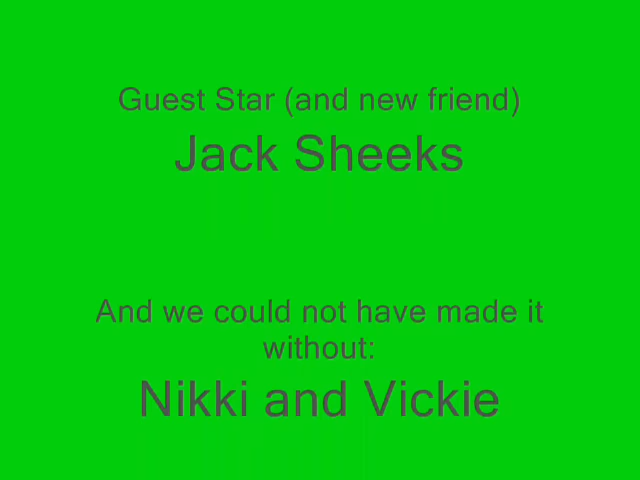 Guest Star (and new friend)
Jack Sheeks
And we could not have made it
without:
Nikki and Vickie